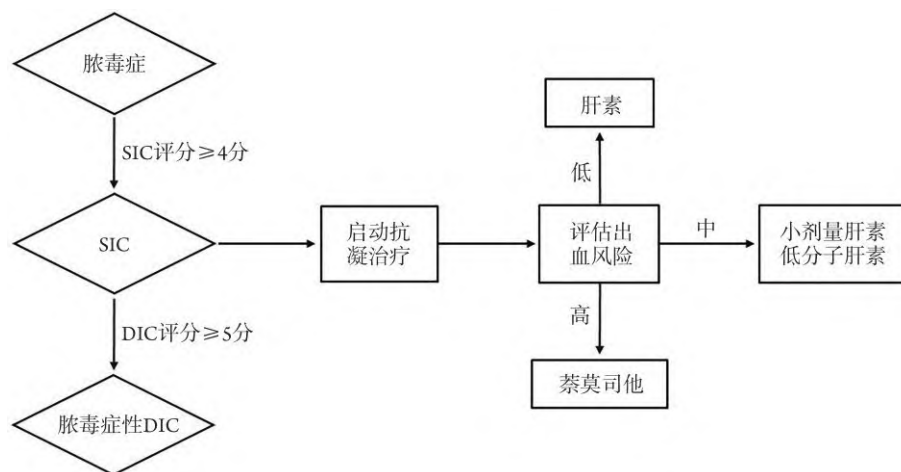 脓毒症
SIC评分≥4分
SIC
DIC评分≥5分
脓毒症性DIC
启动抗
凝治疗
评估出
血风险
低
肝素
中
小剂量肝素
低分子肝素
高
萘莫司他